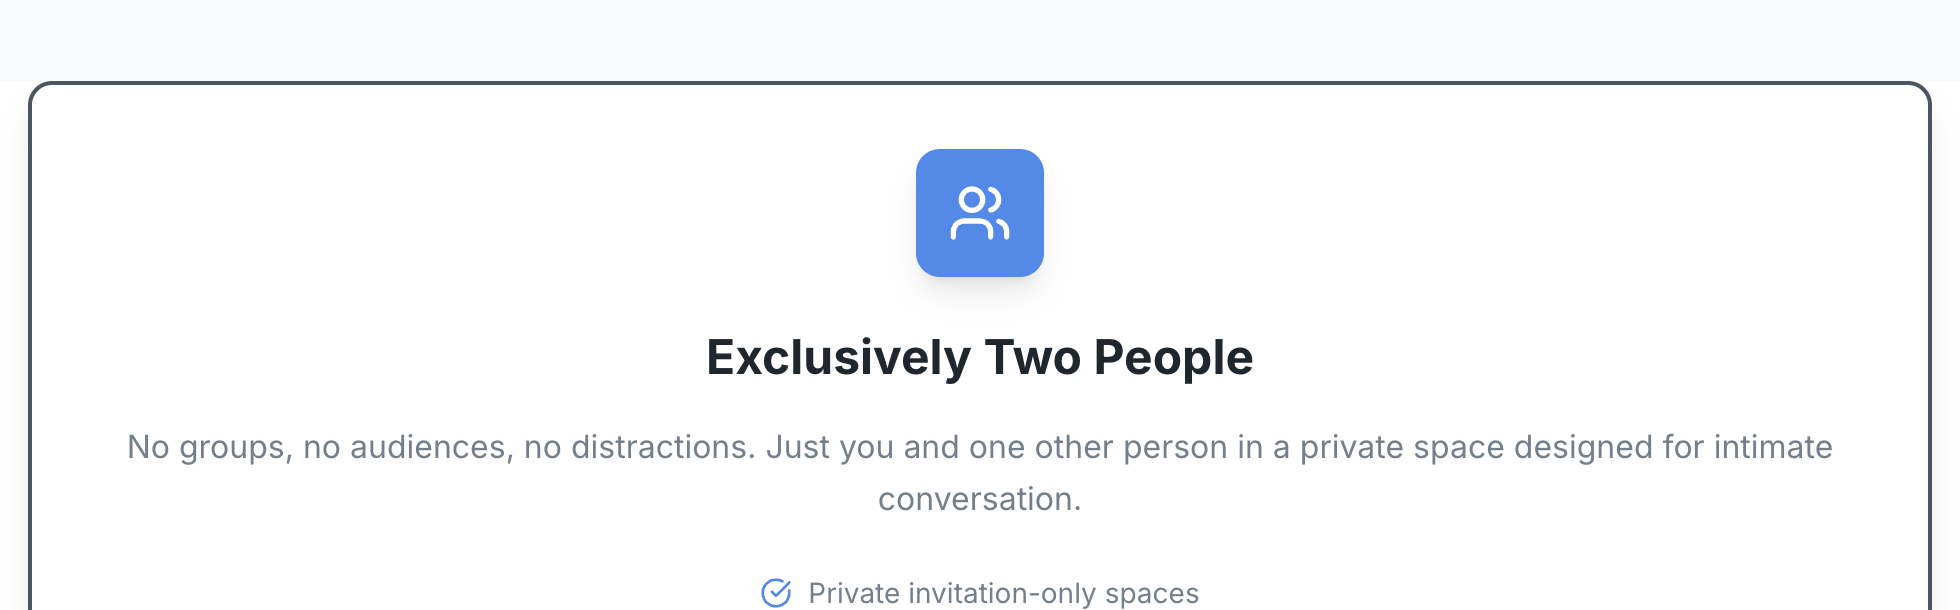 Exclusively Two People
No groups, no audiences, no distractions. Just you and one other person in a private space designed for intimate
conversation.
Private invitation-only spaces